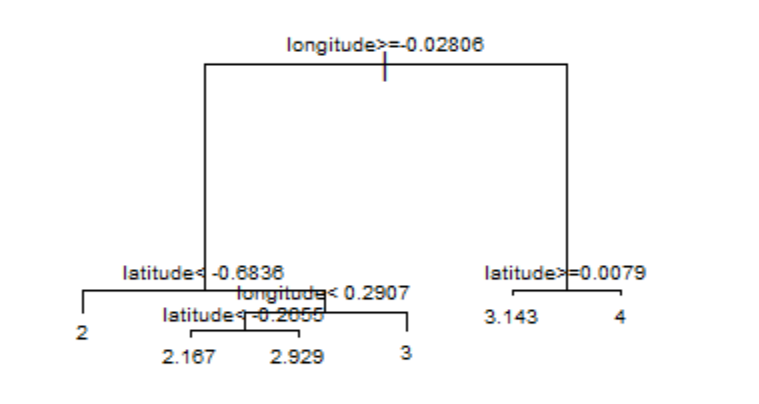 longitude>=-0.02806
latitude< -0.6836
latitude>=0.0079
longitude< 0.2907
latitude< -0.2055
3.143
4
2
2.167
2.929
3